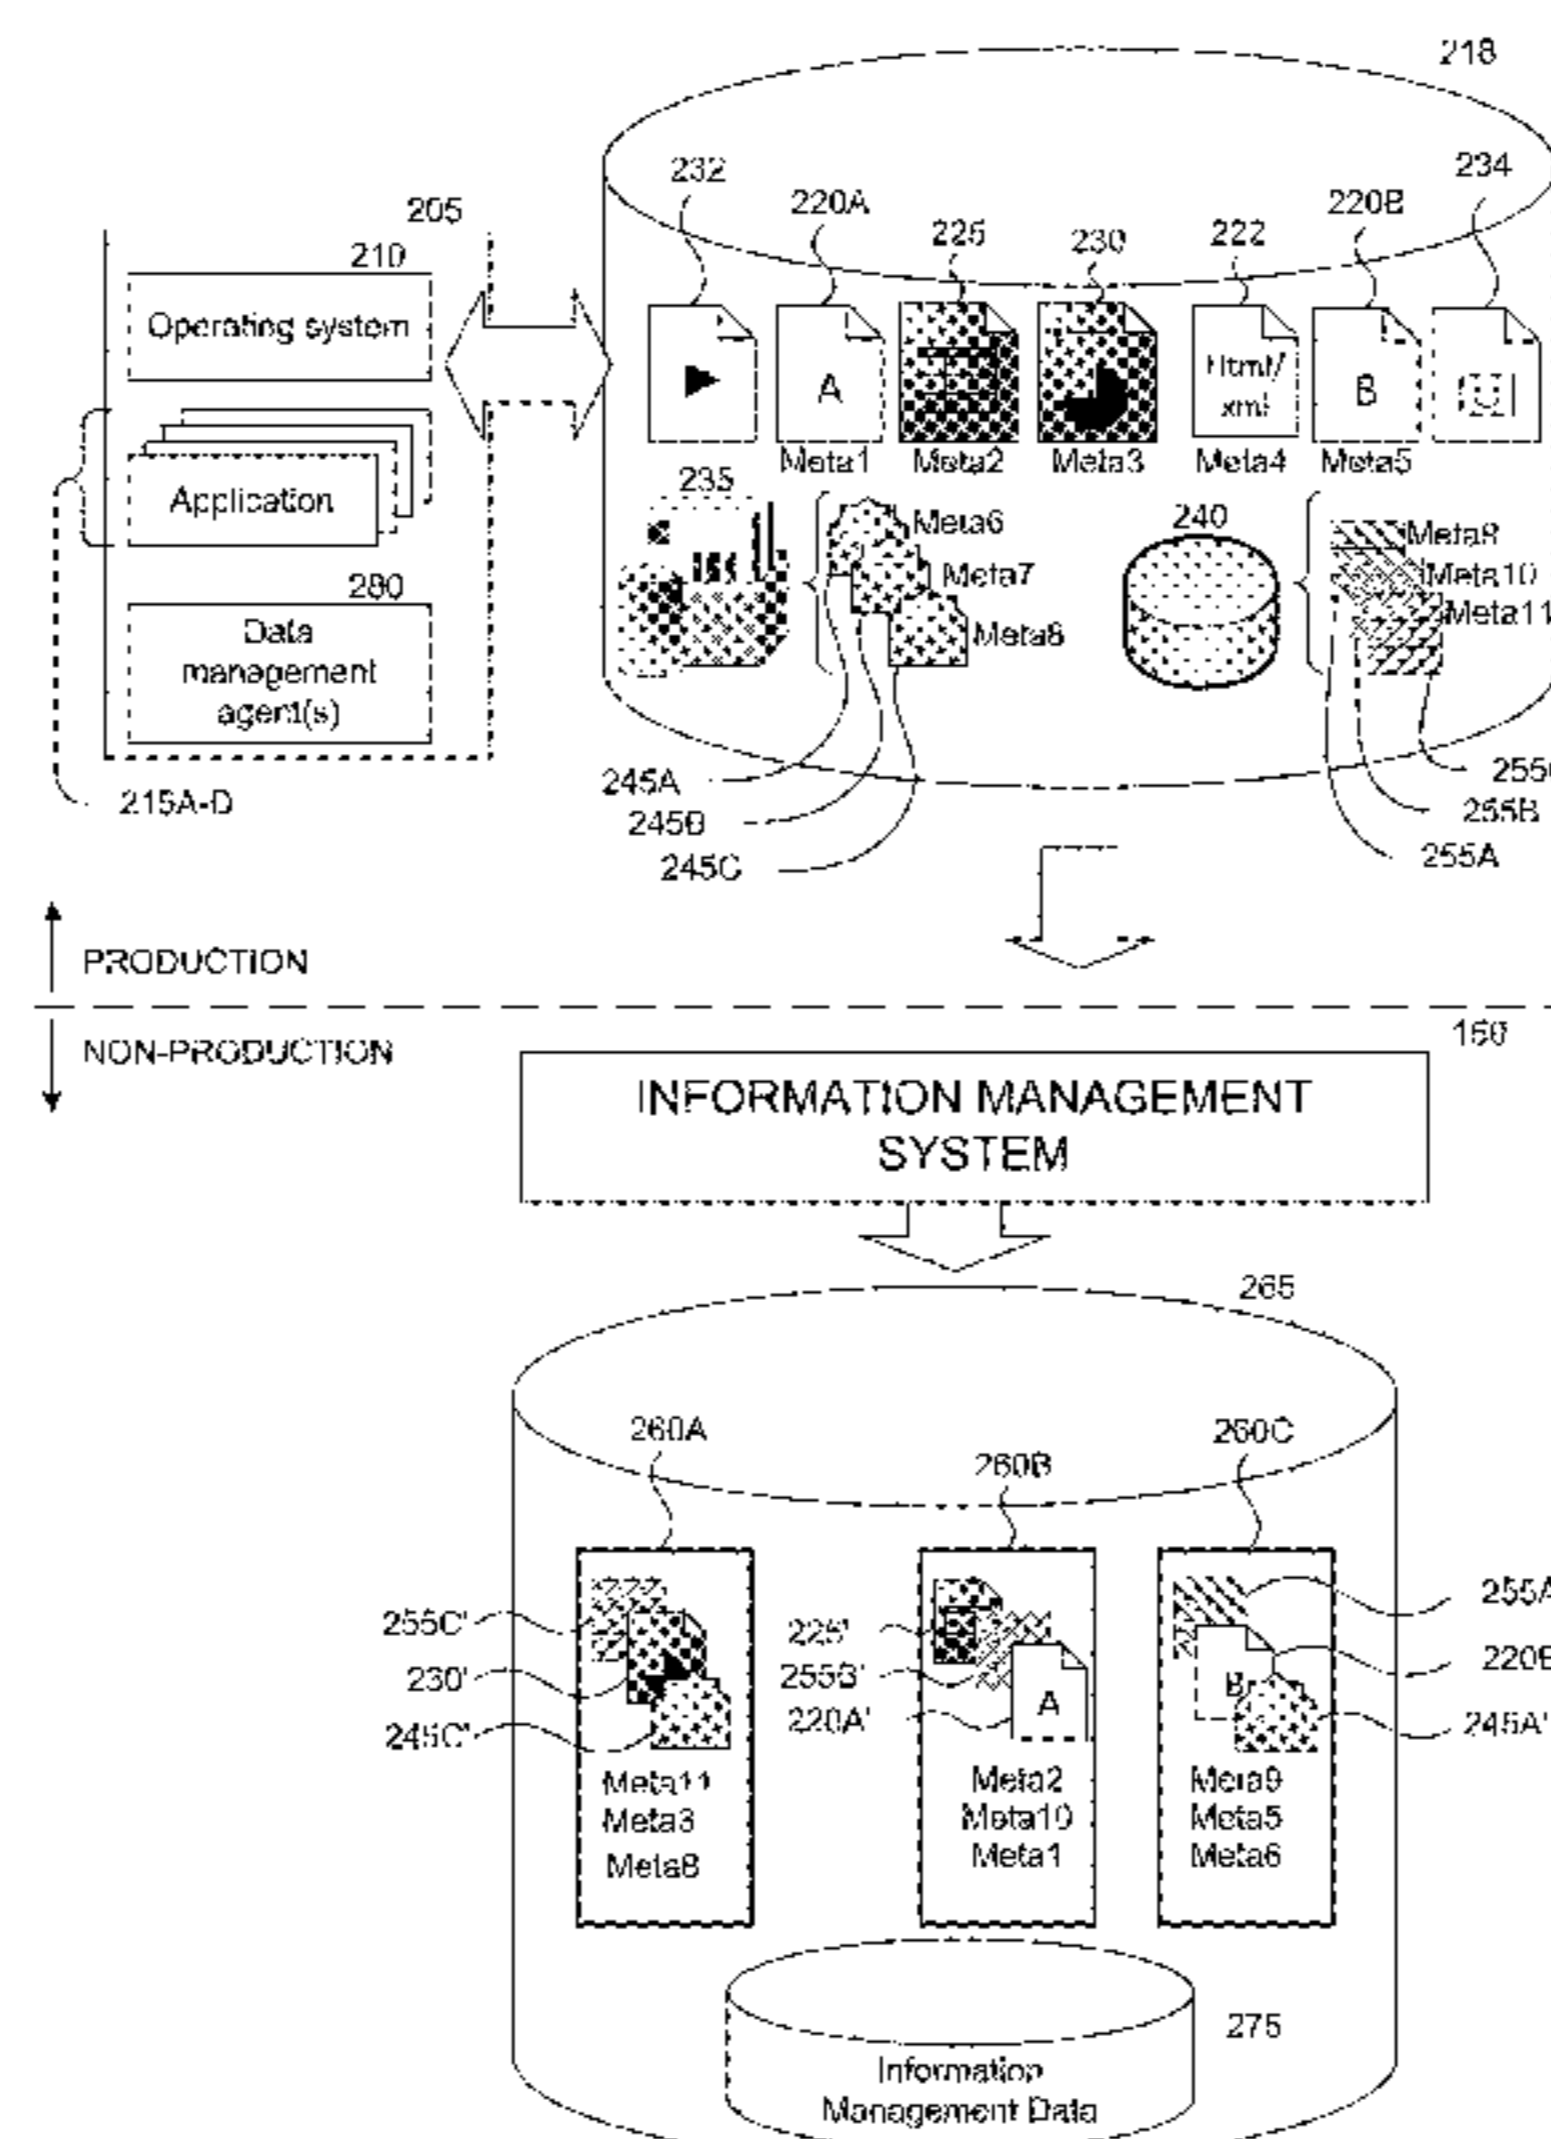 218
232
234
220A
220B
205
225
230
222
210
Operating system
Html/
xml
A
B
Meta1
Meta2
Meta3
Meta4
Meta5
235
Application
240
Meta6
Meta7
Meta8
Meta9
Meta10
Meta11
280
Data
management
agent(s)
245A
245B
245C
255B
255A
215A-D
PRODUCTION
NON-PRODUCTION
INFORMATION MANAGEMENT
SYSTEM
265
260A
260B
260C
255C'
230'
245C'
225'
255B'
220A'
A
B
245A'
Meta11
Meta3
Meta8
Meta2
Meta10
Meta1
Meta9
Meta5
Meta6
275
Information
Management Data